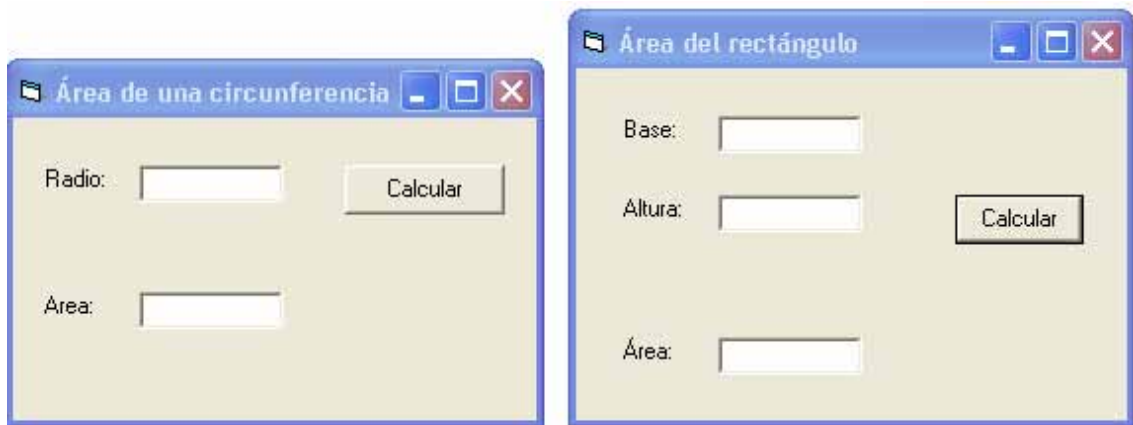 Área de una circunferencia
Radio:
Calcular
Area:
Área del rectángulo
Base:
Altura:
Calcular
Área: